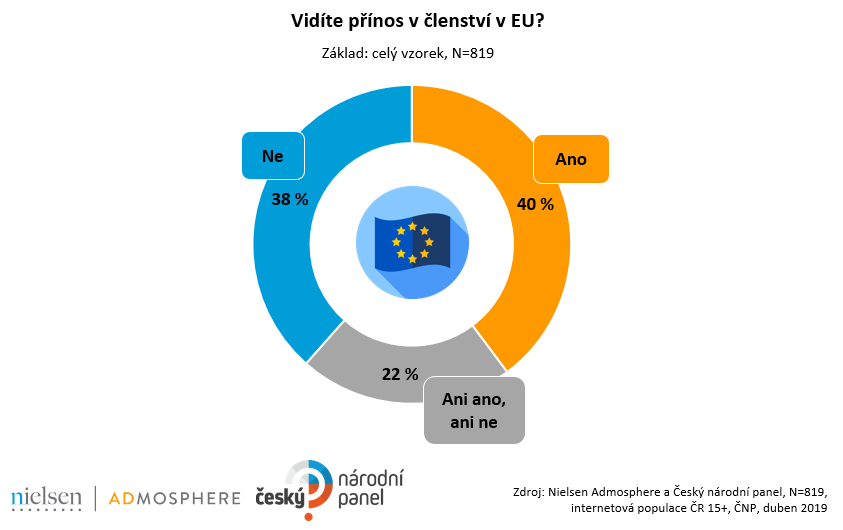 Vidíte přínos v členství v EU?
Základ: celý vzorek, N=819
Ne
38 %
Ano
40 %
22 %
Ani ano,
ani ne
nielsen
ADMOSPHERE
český
národní
panel
Zdroj: Nielsen Admosphere a Český národní panel, N=819,
internetová populace ČR 15+, ČNP, duben 2019